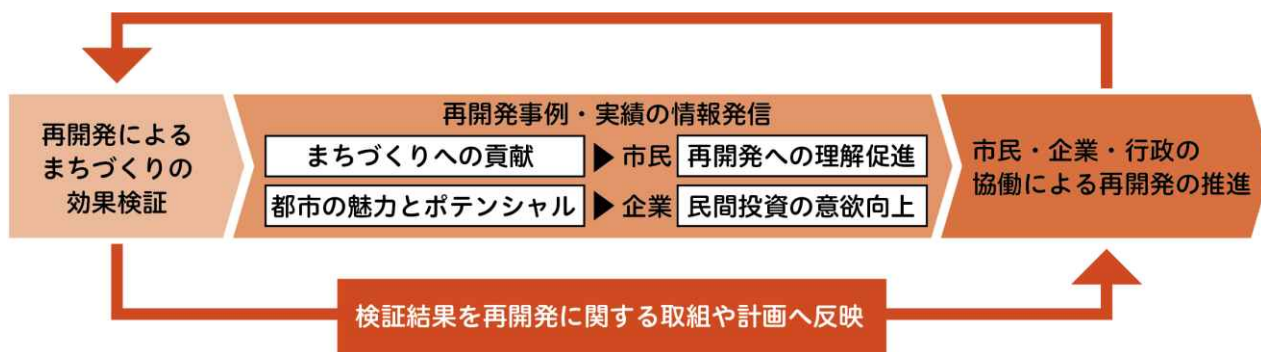 再開発による
まちづくりの
効果検証
再開発事例・実績の情報発信
まちづくりへの貢献 ▶ 市民 再開発への理解促進
都市の魅力とポテンシャル ▶ 企業 民間投資の意欲向上
市民・企業・行政の
協働による再開発の推進
検証結果を再開発に関する取組や計画へ反映